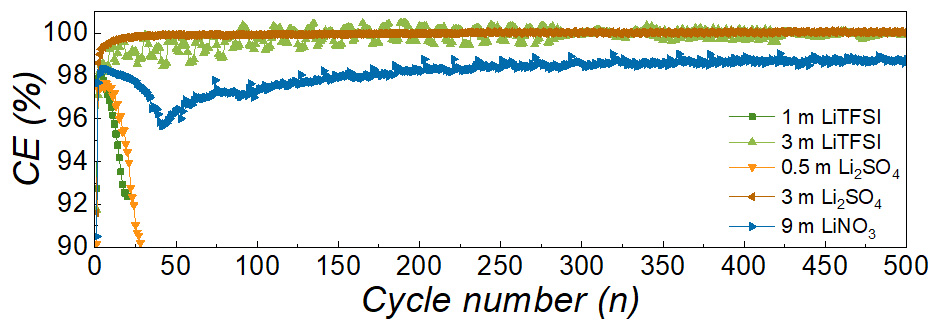 CE (%)
100
98
96
94
92
90
0 50 100 150 200 250 300 350 400 450 500
Cycle number (n)
1 m LiTFSI
3 m LiTFSI
0.5 m Li₂SO₄
3 m Li₂SO₄
9 m LiNO₃